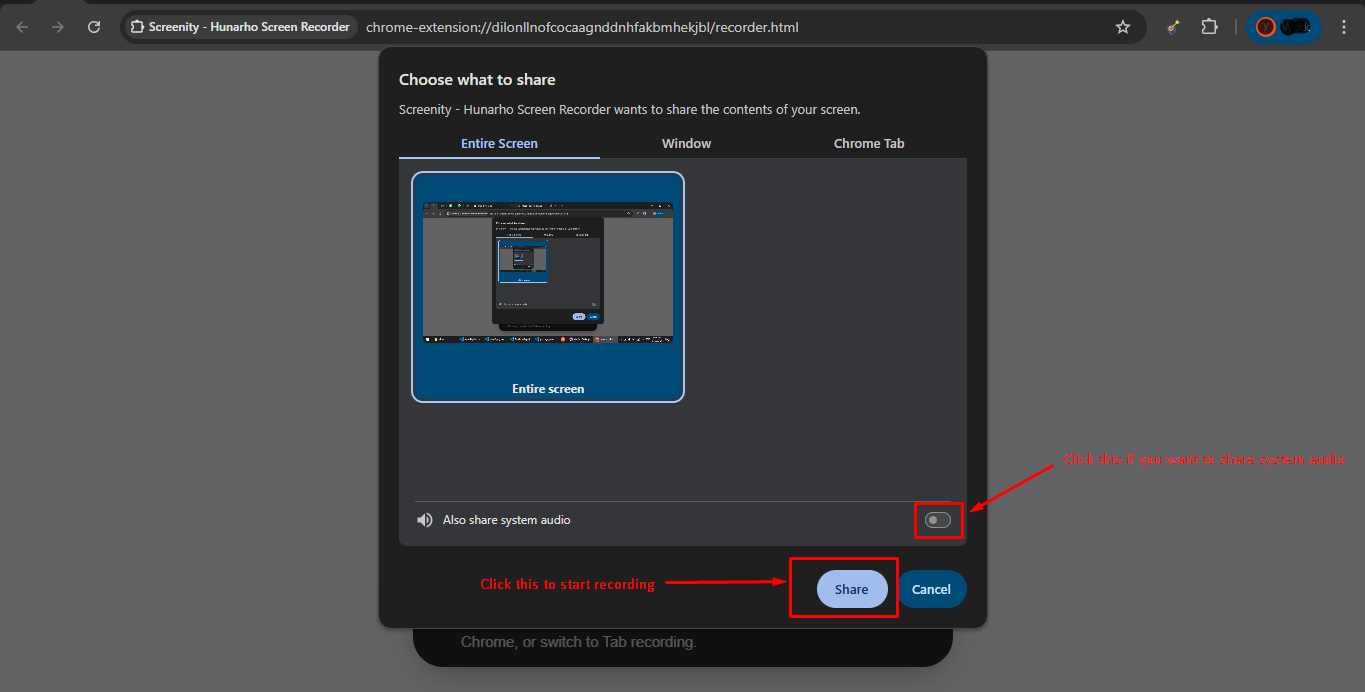 Screenity - Hunarho Screen Recorder
chrome-extension://dilonllnofcocaagnddnhfakbmhekjbl/recorder.html
Choose what to share
Screenity - Hunarho Screen Recorder wants to share the contents of your screen.
Entire Screen
Window
Chrome Tab
Entire screen
Click this if you want to share system audio
Also share system audio
Click this to start recording
Share
Cancel
Chrome, or switch to Tab recording.